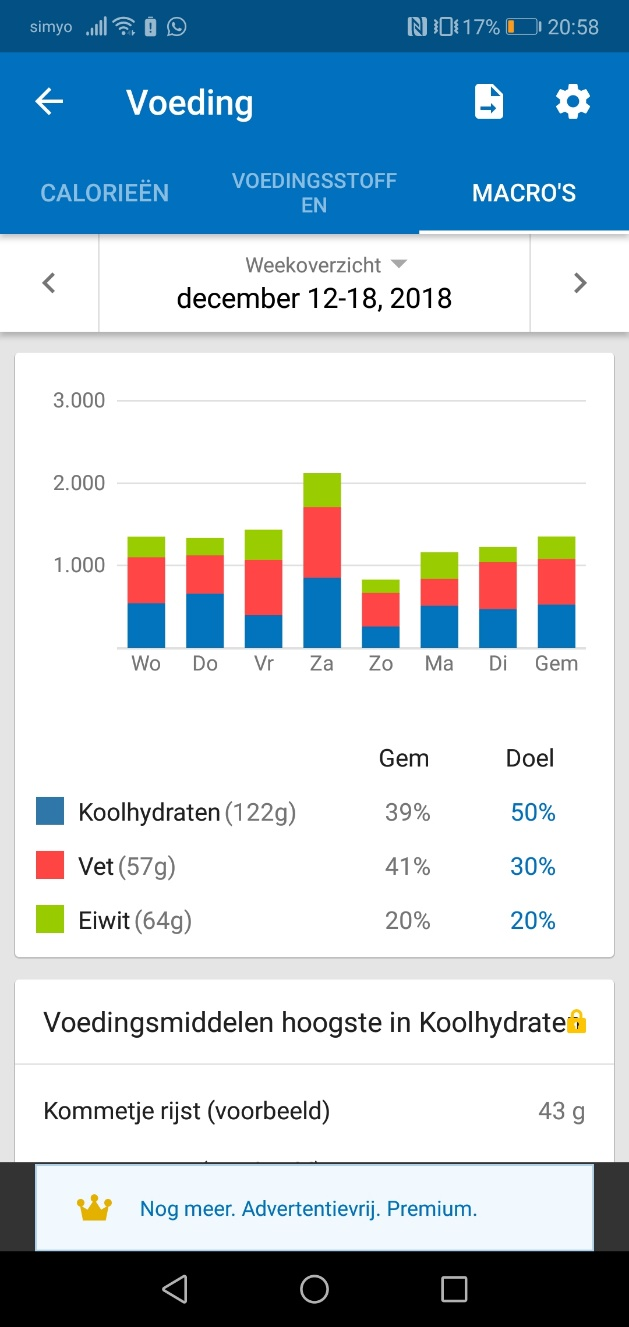 simyo 17% 20:58
Voeding
CALORIEËN
VOEDINGSSTOFF
EN
MACRO'S
Weekoverzicht
december 12-18, 2018
3.000
2.000
1.000
Wo Do Vr Za Zo Ma Di Gem
Gem Doel
Koolhydraten (122g) 39% 50%
Vet (57g) 41% 30%
Eiwit (64g) 20% 20%
Voedingsmiddelen hoogste in Koolhydrate
Kommetje rijst (voorbeeld) 43 g
Nog meer. Advertentievrij. Premium.